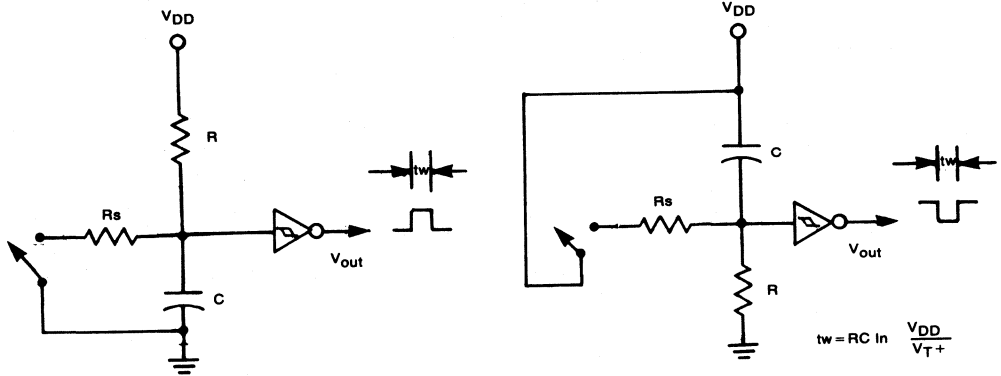 VDD
R
Rs
C
tw
Vout
VDD
C
Rs
R
tw
Vout
tw = RC ln VDD
VT+